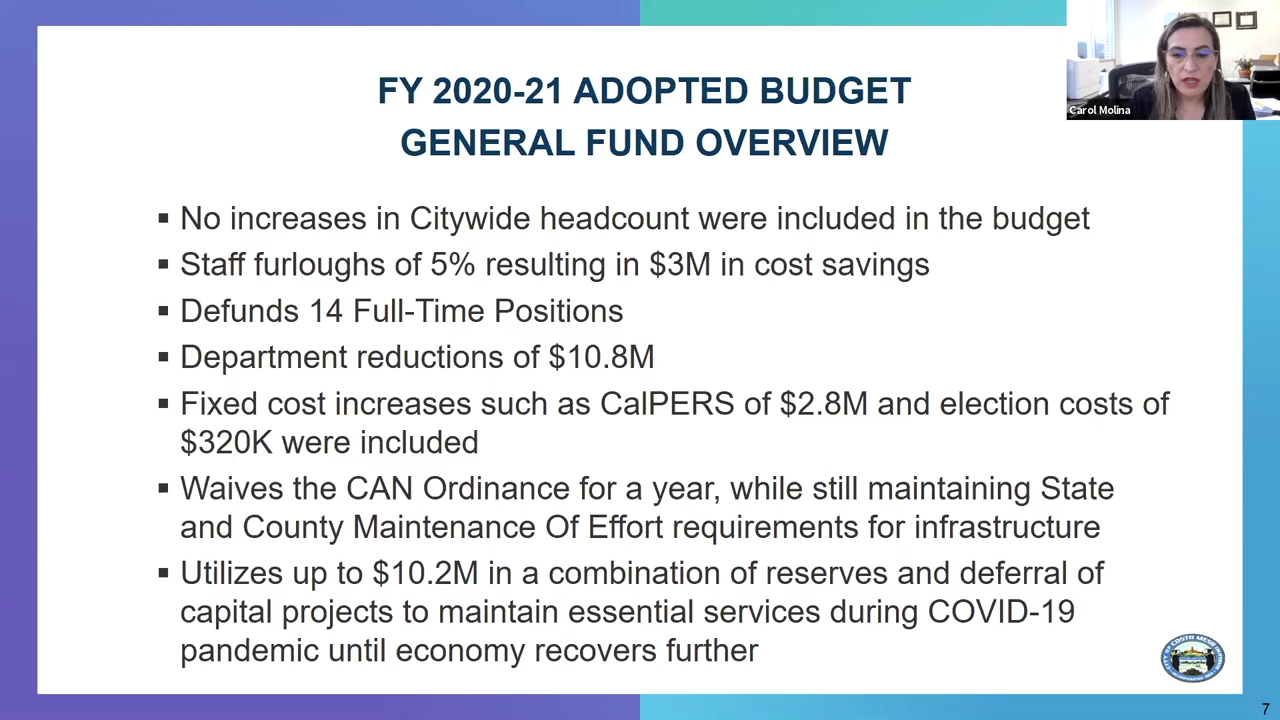 FY 2020-21 ADOPTED BUDGET
GENERAL FUND OVERVIEW
Carol Molina
▪ No increases in Citywide headcount were included in the budget
▪ Staff furloughs of 5% resulting in $3M in cost savings
▪ Defunds 14 Full-Time Positions
▪ Department reductions of $10.8M
▪ Fixed cost increases such as CalPERS of $2.8M and election costs of
$320K were included
▪ Waives the CAN Ordinance for a year, while still maintaining State
and County Maintenance Of Effort requirements for infrastructure
▪ Utilizes up to $10.2M in a combination of reserves and deferral of
capital projects to maintain essential services during COVID-19
pandemic until economy recovers further
7